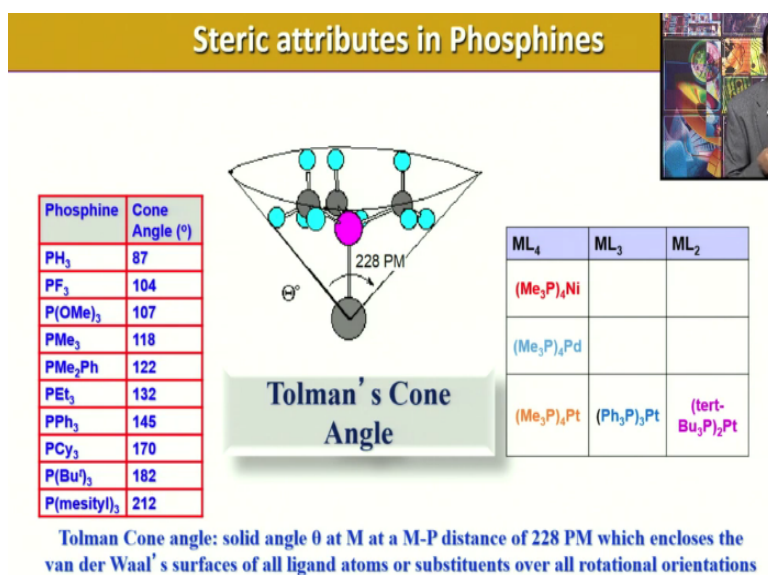 Steric attributes in Phosphines
Phosphine Cone Angle (º)
PH₃ 87
PF₃ 104
P(OMe)₃ 107
PMe₃ 118
PMe₂Ph 122
PEt₃ 132
PPh₃ 145
PCy₃ 170
P(Buᵗ)₃ 182
P(mesityl)₃ 212
228 PM
Θ°
Tolman's Cone
Angle
ML₄ ML₃ ML₂
(Me₃P)₄Ni
(Me₃P)₄Pd
(Me₃P)₄Pt (Ph₃P)₃Pt (tert-Bu₃P)₂Pt
Tolman Cone angle: solid angle θ at M at a M-P distance of 228 PM which encloses the
van der Waal's surfaces of all ligand atoms or substituents over all rotational orientations